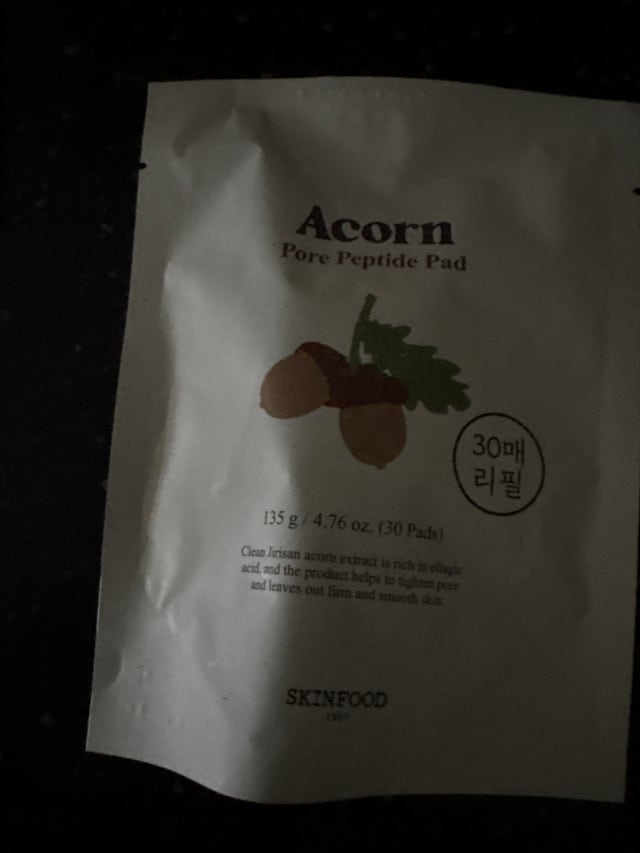 Acorn
Pore Peptide Pad
30매
리필
135 g / 4.76 oz. (30 Pads)
Clean Jirisan acorn extract is rich in ellagic
acid, and the product helps to tighten pore
and leaves out firm and smooth skin.
SKINFOOD
1957